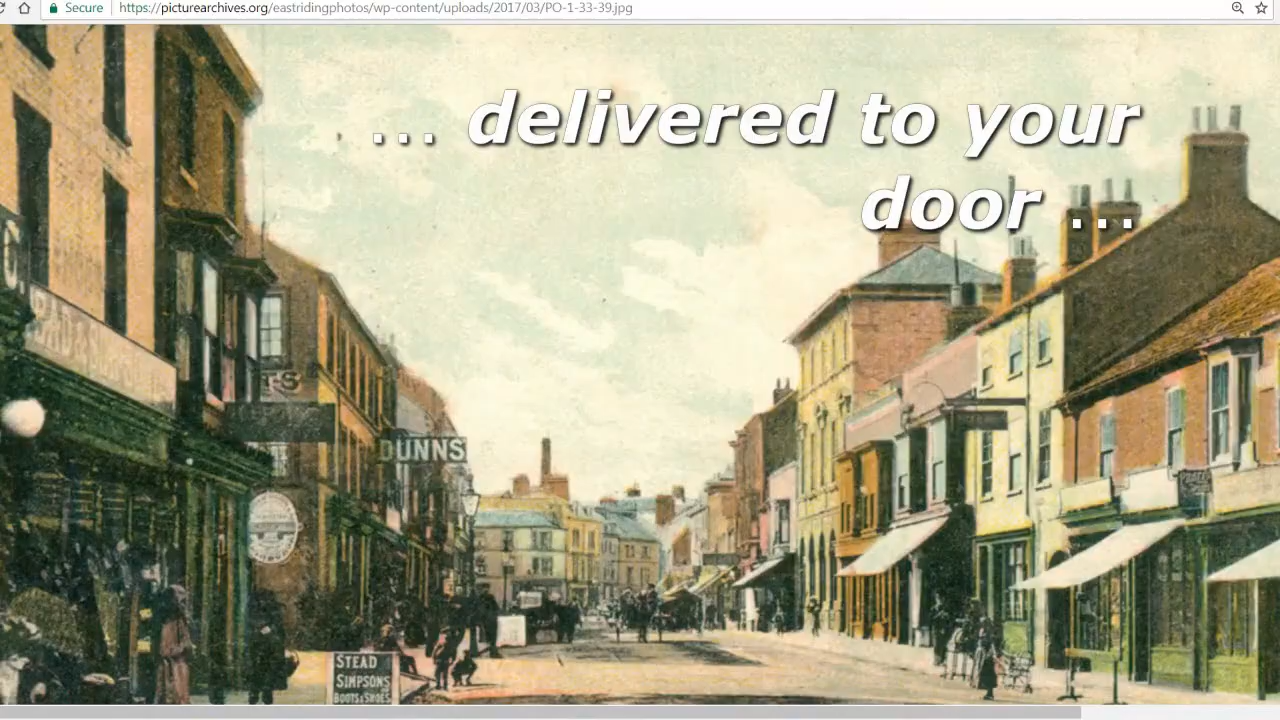 Secure
https://picturearchives.org/eastridingphotos/wp-content/uploads/2017/03/PO-1-33-39.jpg
... delivered to your
door ...
DUNNS
STEAD
SIMPSONS
BOOTS & SHOES